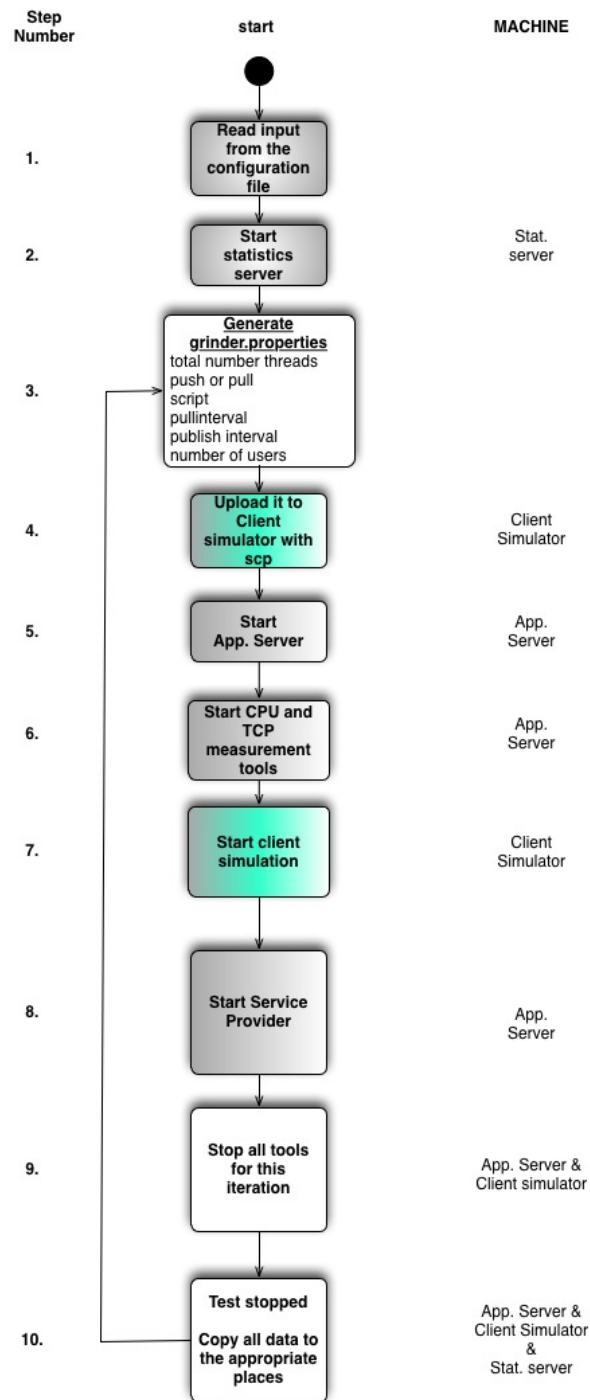 Step
Number
start
MACHINE
1.
Read input
from the
configuration
file
2.
Start
statistics
server
Stat.
server
3.
Generate
grinder.properties
total number threads
push or pull
script
pullinterval
publish interval
number of users
4.
Upload it to
Client
simulator with
scp
Client
Simulator
5.
Start
App. Server
App.
Server
6.
Start CPU and
TCP
measurement
tools
App.
Server
7.
Start client
simulation
Client
Simulator
8.
Start Service
Provider
App.
Server
9.
Stop all tools
for this
iteration
App. Server &
Client simulator
10.
Test stopped
Copy all data to
the appropriate
places
App. Server &
Client Simulator
&
Stat. server